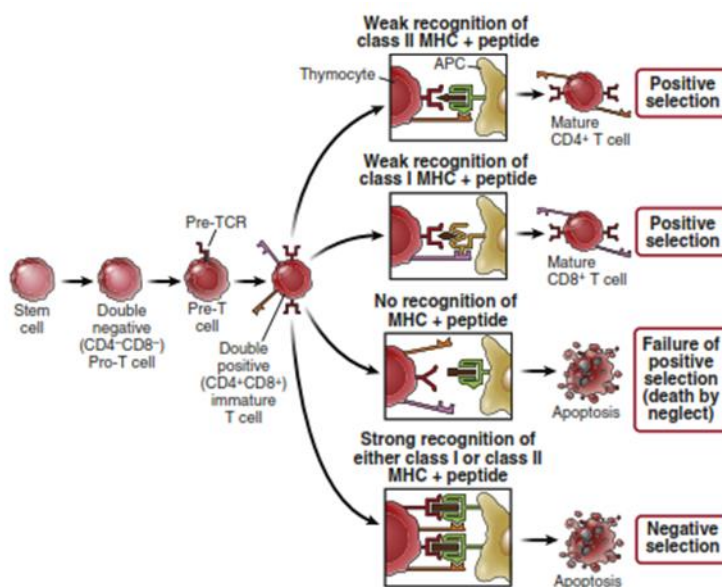 Weak recognition of
class II MHC + peptide
Thymocyte
APC
Mature
CD4+ T cell
Positive
selection
Weak recognition of
class I MHC + peptide
Mature
CD8+ T cell
Positive
selection
Pre-TCR
Stem
cell
Double
negative
(CD4–CD8–)
Pro-T cell
Pre-T
cell
Double
positive
(CD4+CD8+)
immature
T cell
No recognition of
MHC + peptide
Apoptosis
Failure of
positive
selection
(death by
neglect)
Strong recognition of
either class I or class II
MHC + peptide
Apoptosis
Negative
selection